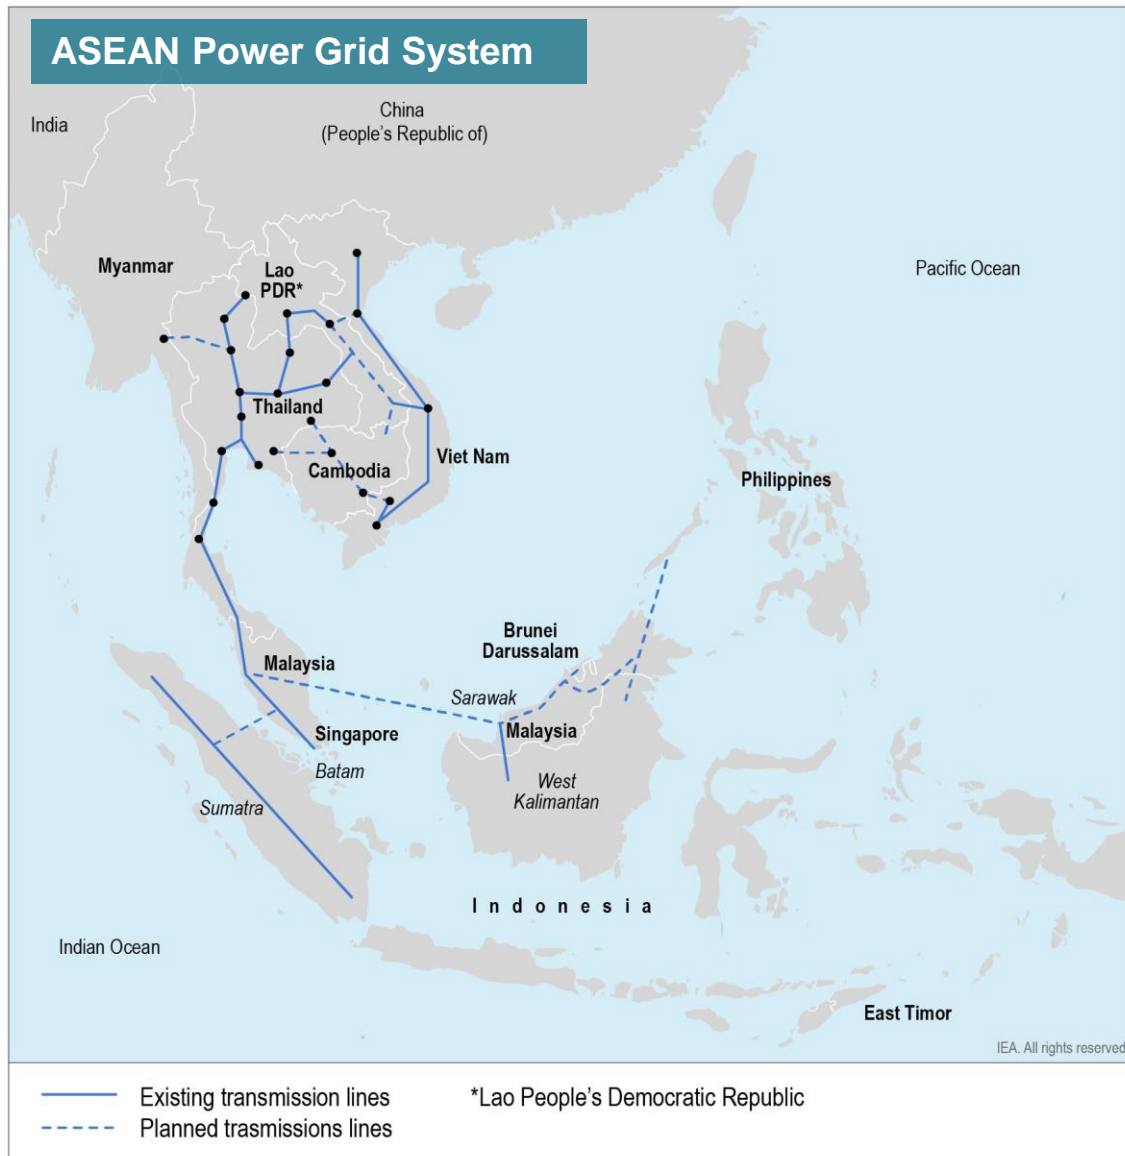 ASEAN Power Grid System
China
(People's Republic of)
India
Myanmar
Lao
PDR*
Pacific Ocean
Thailand
Viet Nam
Cambodia
Philippines
Brunei
Darussalam
Malaysia
Sarawak
Singapore
Malaysia
Batam
West
Kalimantan
Sumatra
Indonesia
Indian Ocean
East Timor
IEA. All rights reserved
Existing transmission lines
*Lao People's Democratic Republic
Planned trasmissions lines